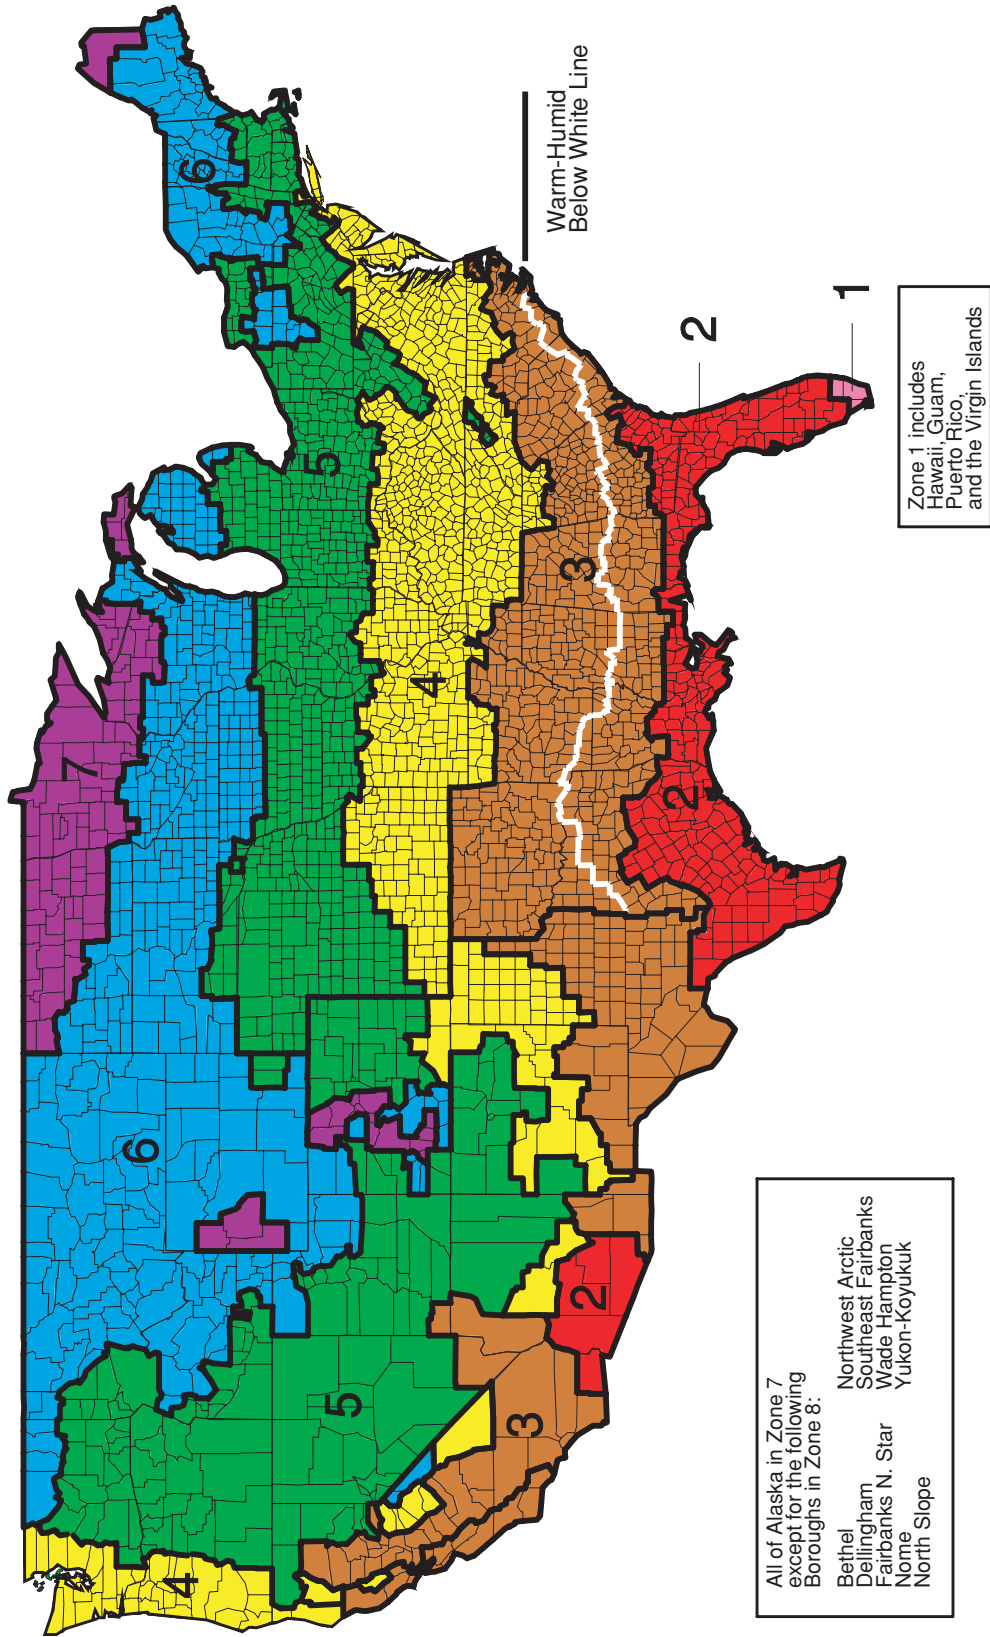 4
5
3
6
7
2
5
4
3
2
6
2
1
Warm-Humid
Below White Line
All of Alaska in Zone 7
except for the following
Boroughs in Zone 8:
Bethel
Dellingham
Fairbanks N. Star
Nome
North Slope
Northwest Arctic
Southeast Fairbanks
Wade Hampton
Yukon-Koyukuk
Zone 1 includes
Hawaii, Guam,
Puerto Rico,
and the Virgin Islands